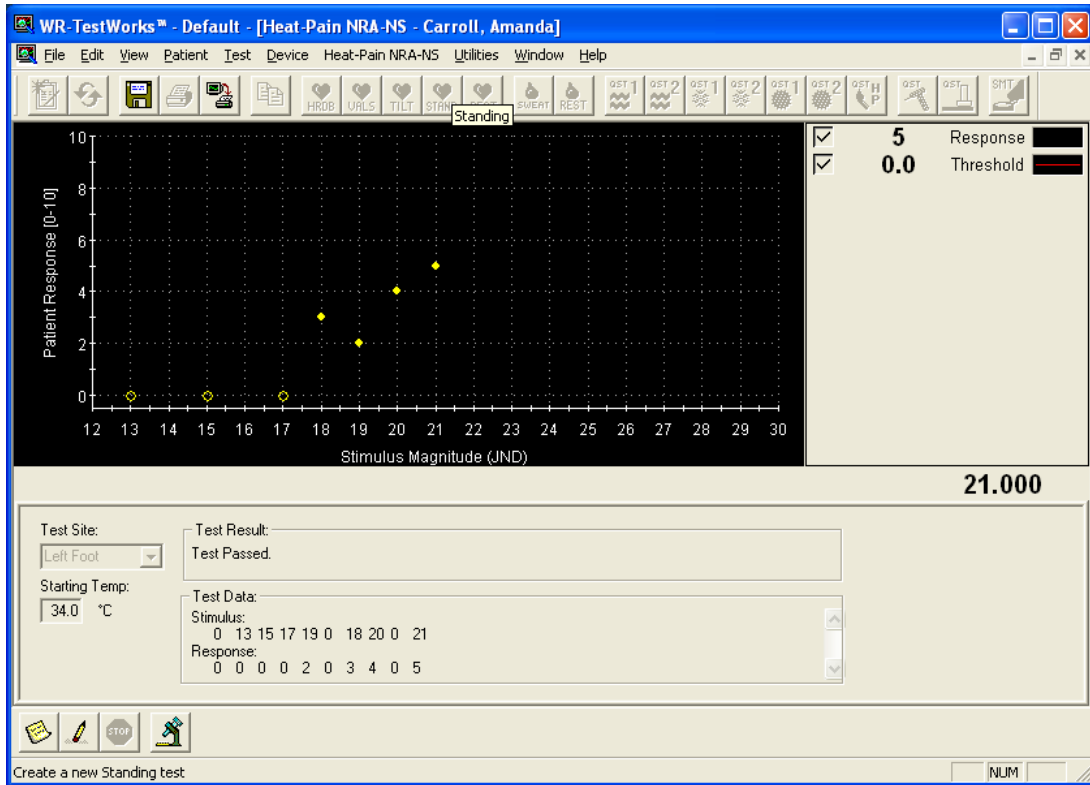 WR-TestWorks™ - Default - [Heat-Pain NRA-NS - Carroll, Amanda]
File Edit View Patient Test Device Heat-Pain NRA-NS Utilities Window Help
HRDB VALS TILT STAND SWEAT REST QST 1 QST 2 QST 1 QST 2 QST 1 QST 2 QST H P QST QST SMT
Standing
10
8
6
4
2
0
Patient Response [0-10]
12 13 14 15 16 17 18 19 20 21 22 23 24 25 26 27 28 29 30
Stimulus Magnitude (JND)
5 Response
0.0 Threshold
21.000
Test Site:
Left Foot
Starting Temp:
34.0 °C
Test Result:
Test Passed.
Test Data:
Stimulus:
0 13 15 17 19 0 18 20 0 21
Response:
0 0 0 0 2 0 3 4 0 5
STOP
Create a new Standing test
NUM